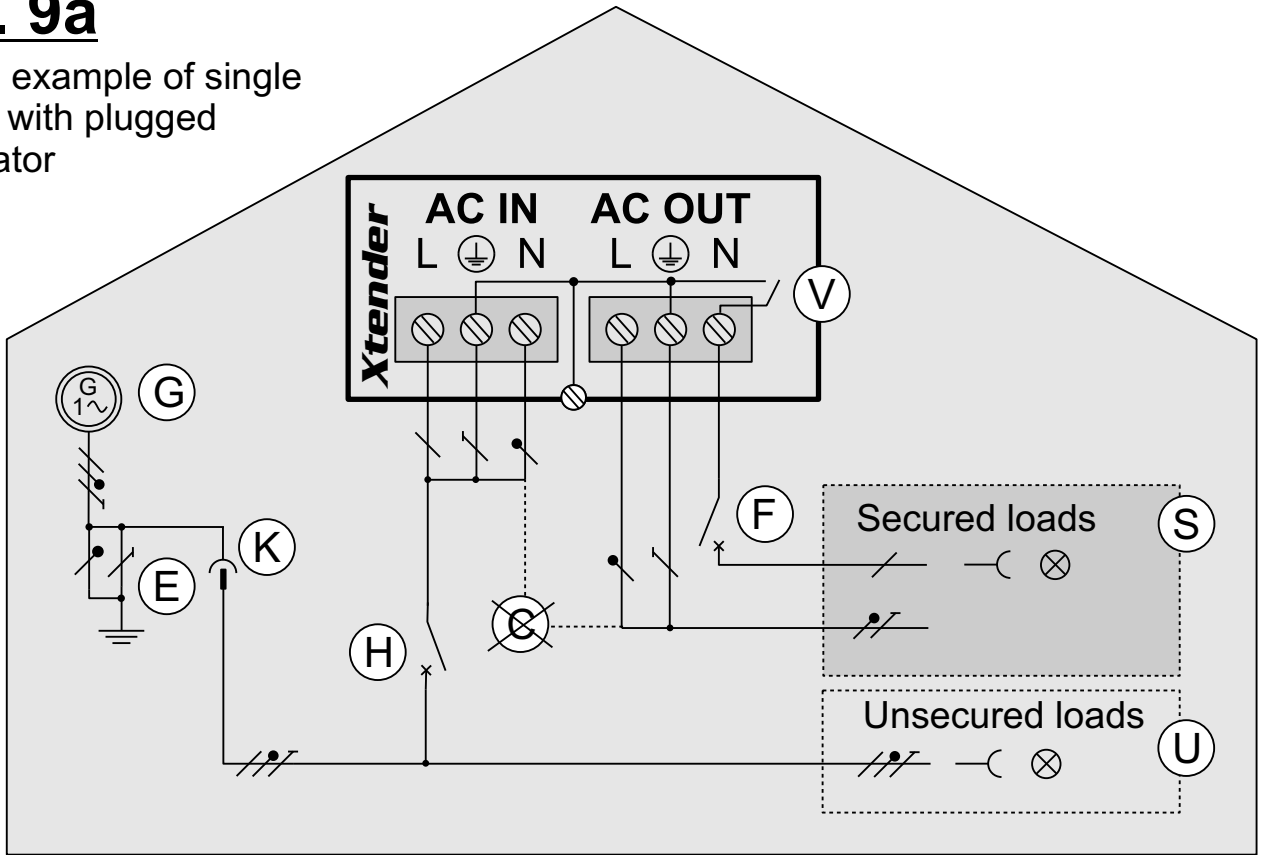 . 9a
example of single
with plugged
ator
Xtender
AC IN AC OUT
L N L N
V
G
1~
G
K
E
F
Secured loads
S
C
H
Unsecured loads
U